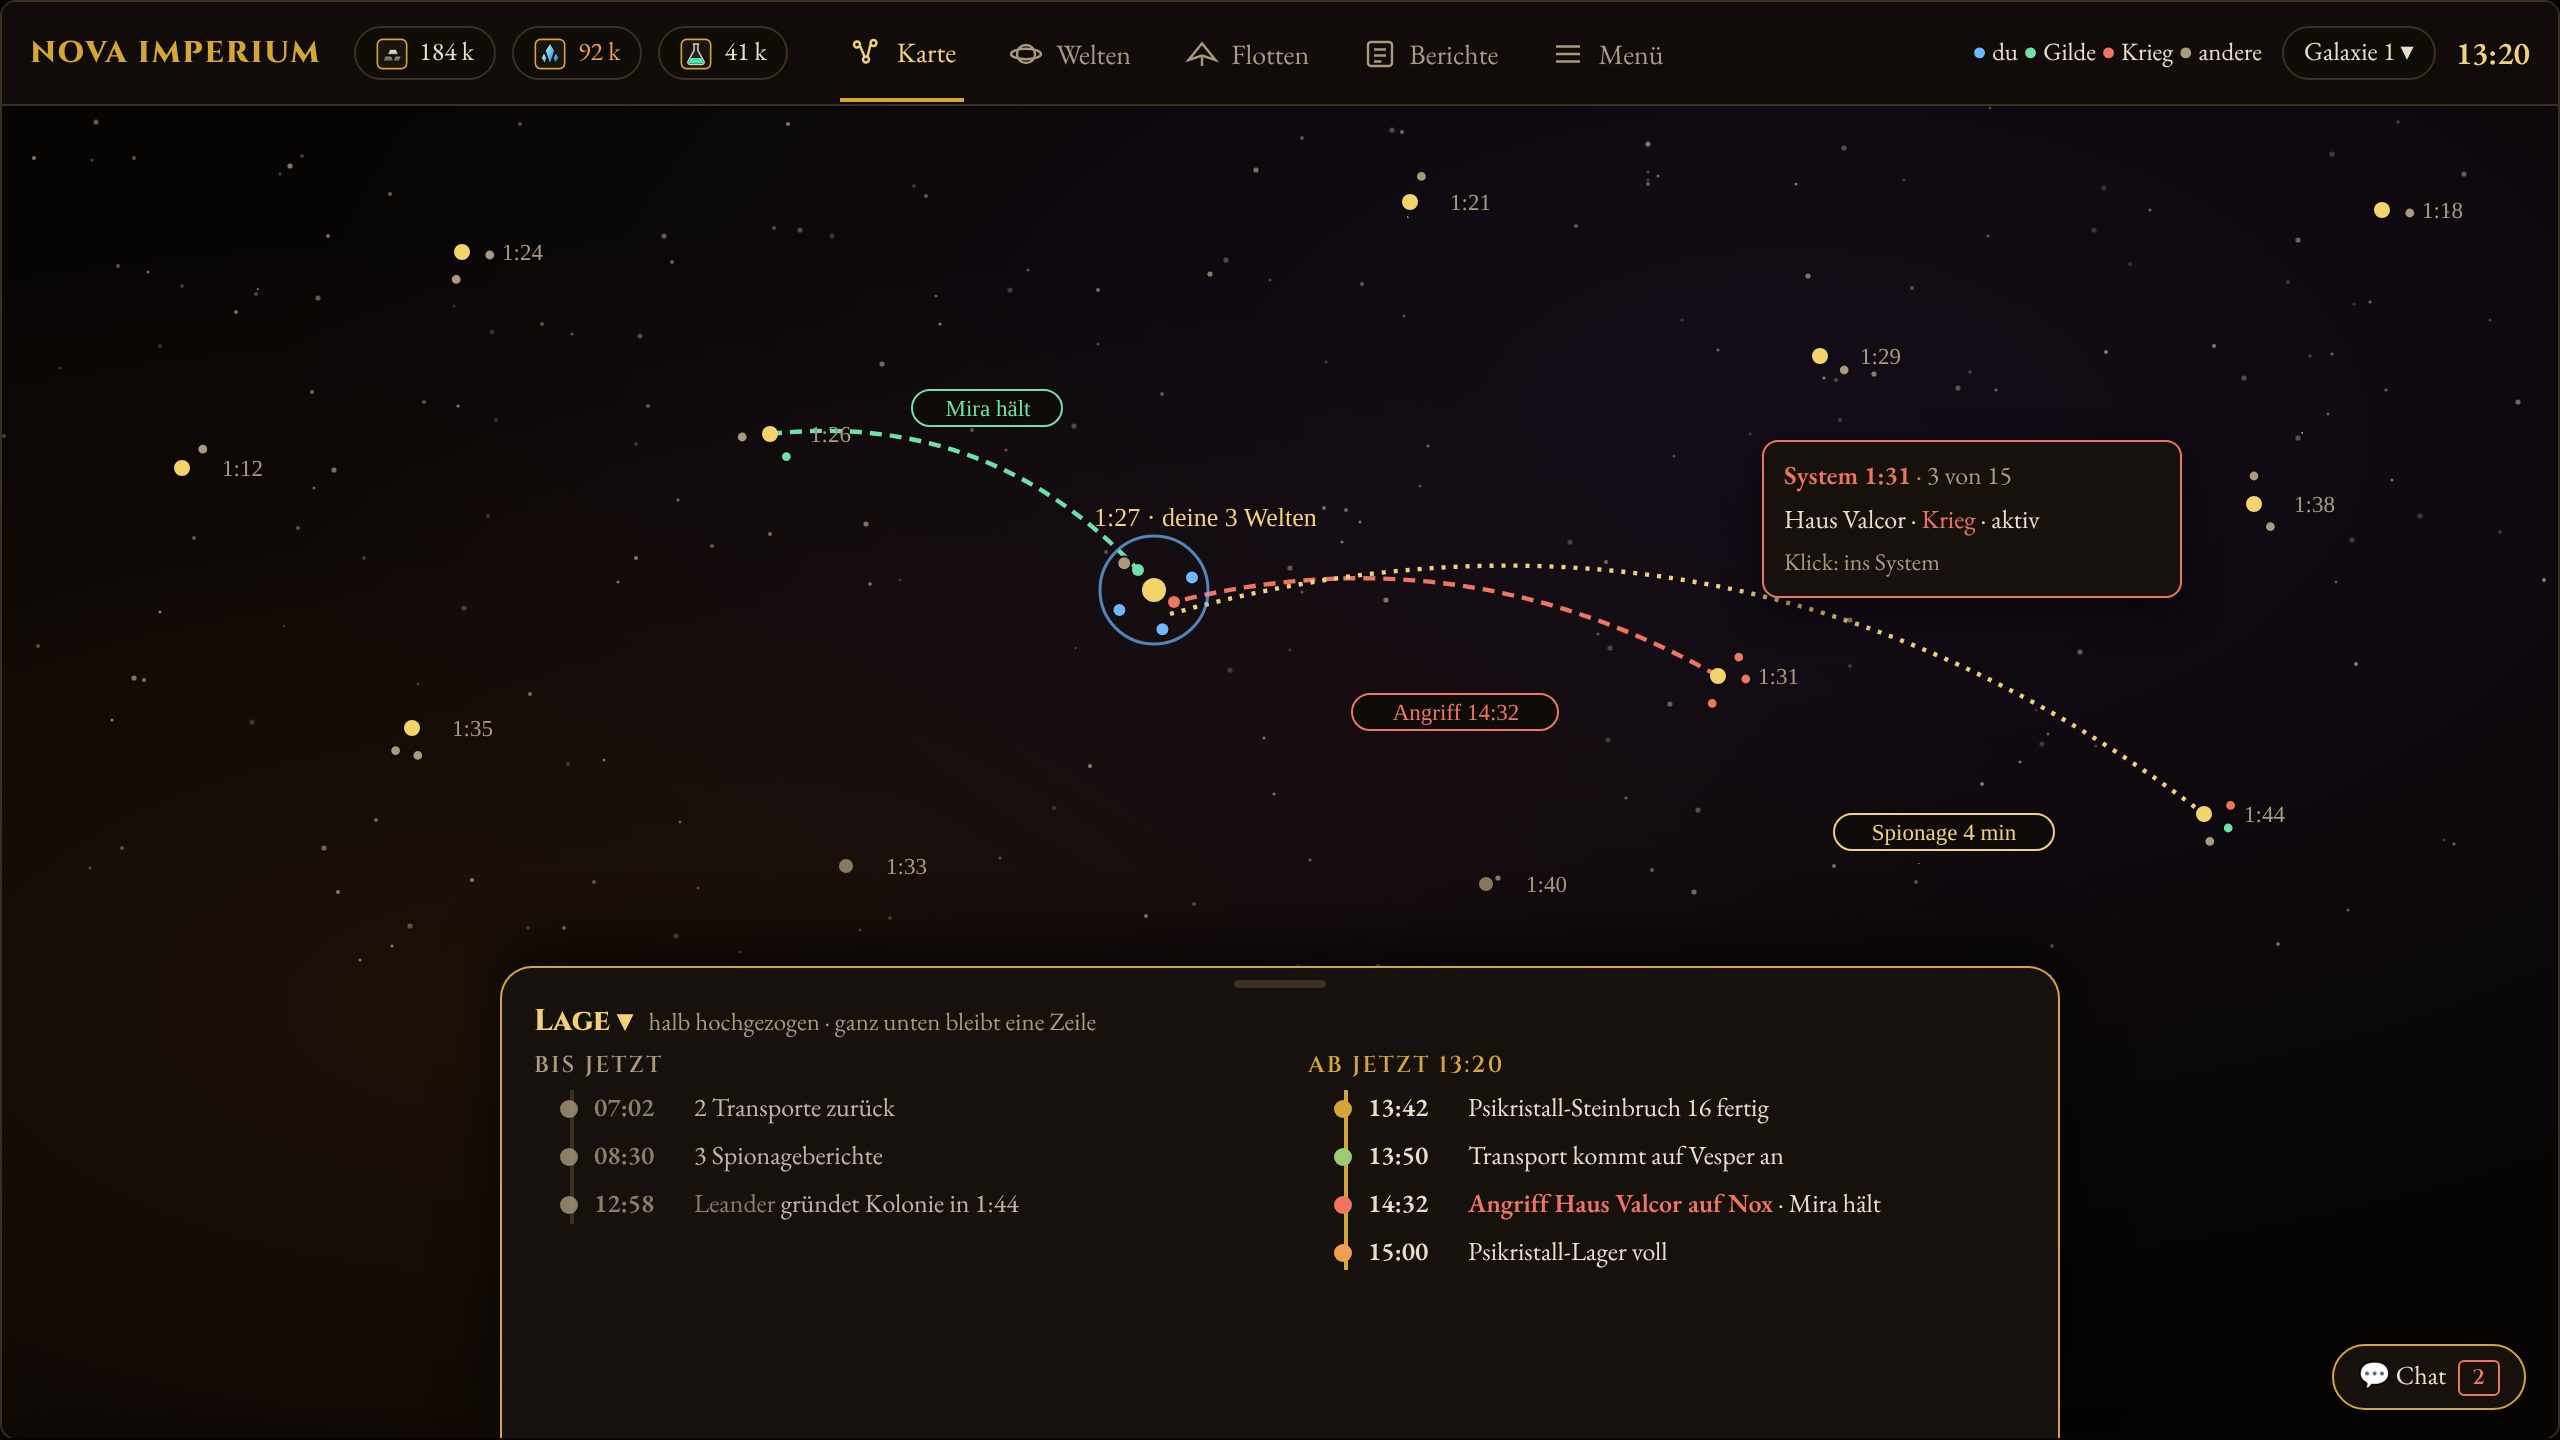 NOVA IMPERIUM 184 k 92 k 41 k Karte Welten Flotten Berichte Menü du Gilde Krieg andere Galaxie 1 ▾ 13:20
1:21
1:18
1:24
1:29
Mira hält
1:26
1:12
System 1:31 · 3 von 15
Haus Valcor · Krieg · aktiv
Klick: ins System
1:38
1:27 · deine 3 Welten
1:31
Angriff 14:32
1:35
1:44
Spionage 4 min
1:33
1:40
LAGE ▾ halb hochgezogen · ganz unten bleibt eine Zeile
BIS JETZT
07:02 2 Transporte zurück
08:30 3 Spionageberichte
12:58 Leander gründet Kolonie in 1:44
AB JETZT 13:20
13:42 Psikristall-Steinbruch 16 fertig
13:50 Transport kommt auf Vesper an
14:32 Angriff Haus Valcor auf Nox · Mira hält
15:00 Psikristall-Lager voll
Chat 2